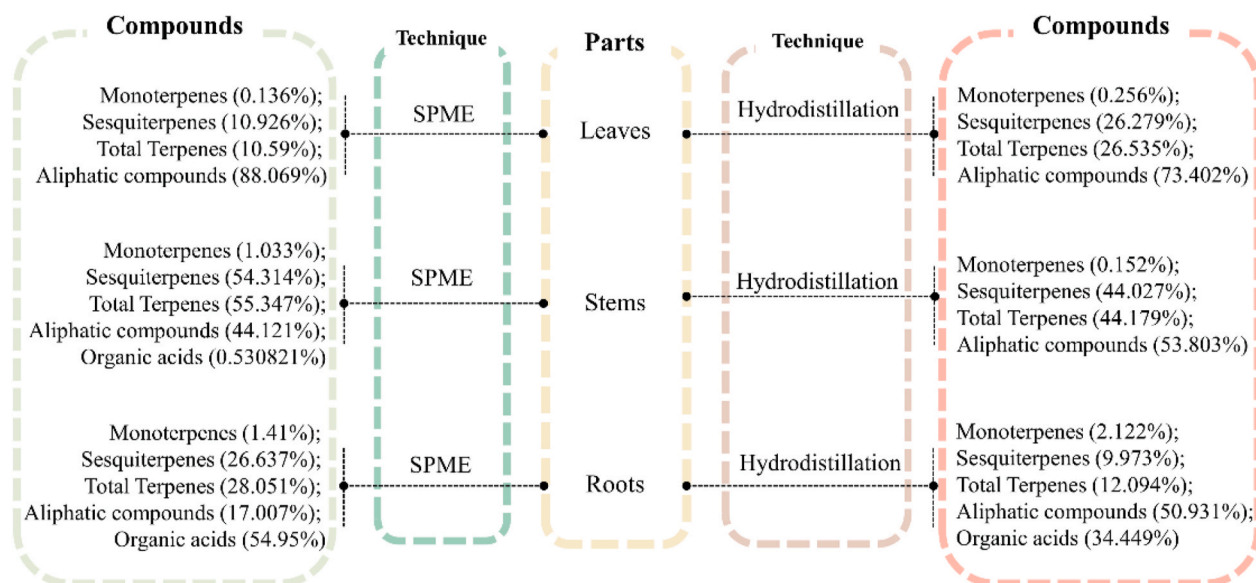 Compounds
Technique
Parts
Technique
Compounds
Monoterpenes (0.136%);
Sesquiterpenes (10.926%);
Total Terpenes (10.59%);
Aliphatic compounds (88.069%)
SPME
Leaves
Hydrodistillation
Monoterpenes (0.256%);
Sesquiterpenes (26.279%);
Total Terpenes (26.535%);
Aliphatic compounds (73.402%)
Monoterpenes (1.033%);
Sesquiterpenes (54.314%);
Total Terpenes (55.347%);
Aliphatic compounds (44.121%);
Organic acids (0.530821%)
SPME
Stems
Hydrodistillation
Monoterpenes (0.152%);
Sesquiterpenes (44.027%);
Total Terpenes (44.179%);
Aliphatic compounds (53.803%)
Monoterpenes (1.41%);
Sesquiterpenes (26.637%);
Total Terpenes (28.051%);
Aliphatic compounds (17.007%);
Organic acids (54.95%)
SPME
Roots
Hydrodistillation
Monoterpenes (2.122%);
Sesquiterpenes (9.973%);
Total Terpenes (12.094%);
Aliphatic compounds (50.931%);
Organic acids (34.449%)